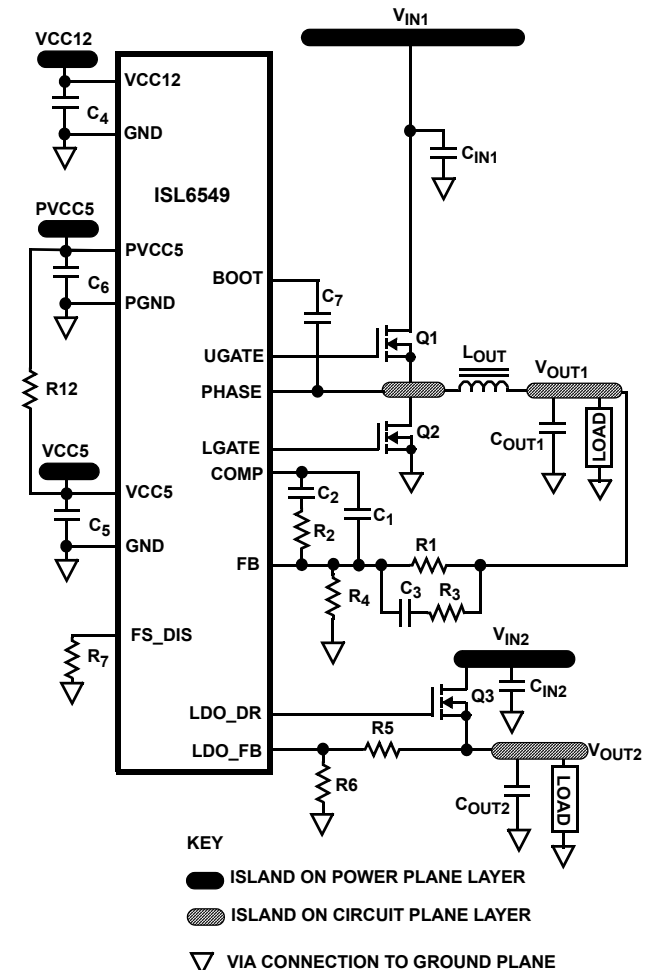 VIN1
VCC12
VCC12
C4
GND
CIN1
ISL6549
PVCC5
PVCC5
C6
PGND
BOOT
C7
Q1
UGATE
LOUT
VOUT1
PHASE
R12
Q2
COUT1
LOAD
LGATE
VCC5
COMP
VCC5
C2
C1
C5
R2
GND
FB
R1
R4
C3
R3
FS_DIS
R7
VIN2
CIN2
Q3
LDO_DR
R5
LDO_FB
VOUT2
R6
COUT2
LOAD
KEY
ISLAND ON POWER PLANE LAYER
ISLAND ON CIRCUIT PLANE LAYER
VIA CONNECTION TO GROUND PLANE